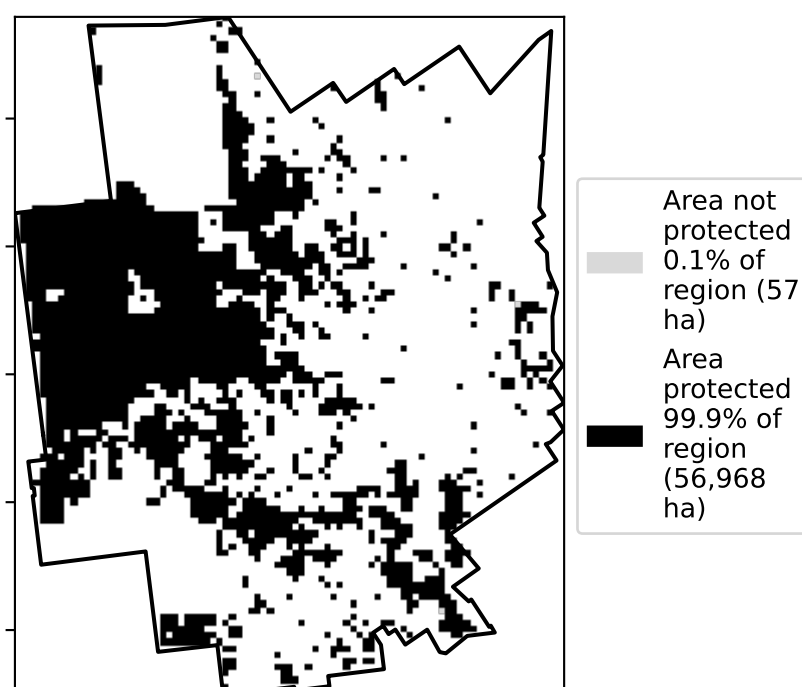 Area not
protected
0.1% of
region (57
ha)
Area
protected
99.9% of
region
(56,968
ha)